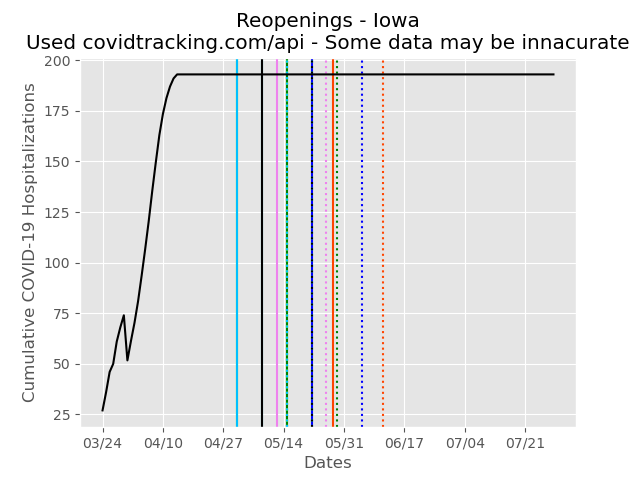 Reopenings - Iowa
Used covidtracking.com/api - Some data may be innacurate
200
175
150
125
100
75
50
25
Cumulative COVID-19 Hospitalizations
03/24 04/10 04/27 05/14 05/31 06/17 07/04 07/21
Dates